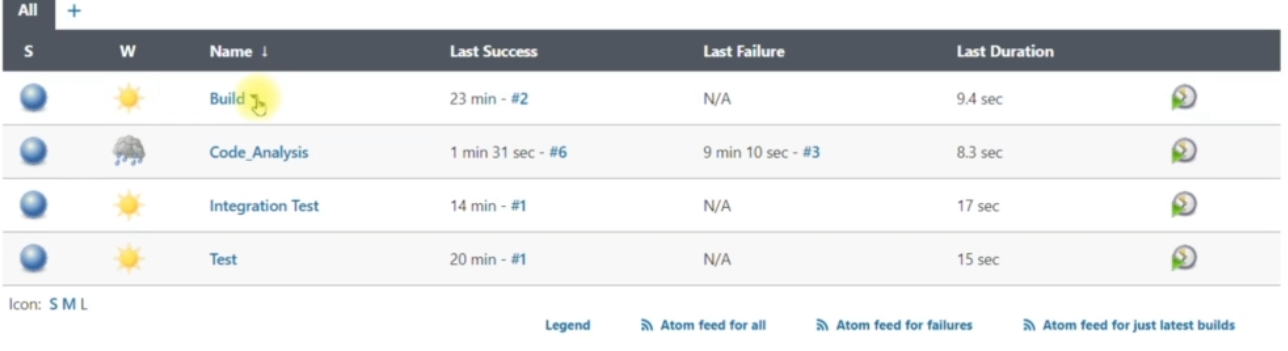 All +
S W Name ↓ Last Success Last Failure Last Duration
Build 23 min - #2 N/A 9.4 sec
Code_Analysis 1 min 31 sec - #6 9 min 10 sec - #3 8.3 sec
Integration Test 14 min - #1 N/A 17 sec
Test 20 min - #1 N/A 15 sec
Icon: S M L
Legend Atom feed for all Atom feed for failures Atom feed for just latest builds